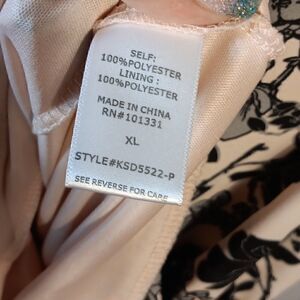 SELF:
100%POLYESTER
LINING :
100%POLYESTER
MADE IN CHINA
RN#101331
XL
STYLE#KSD5522-P
SEE REVERSE FOR CARE